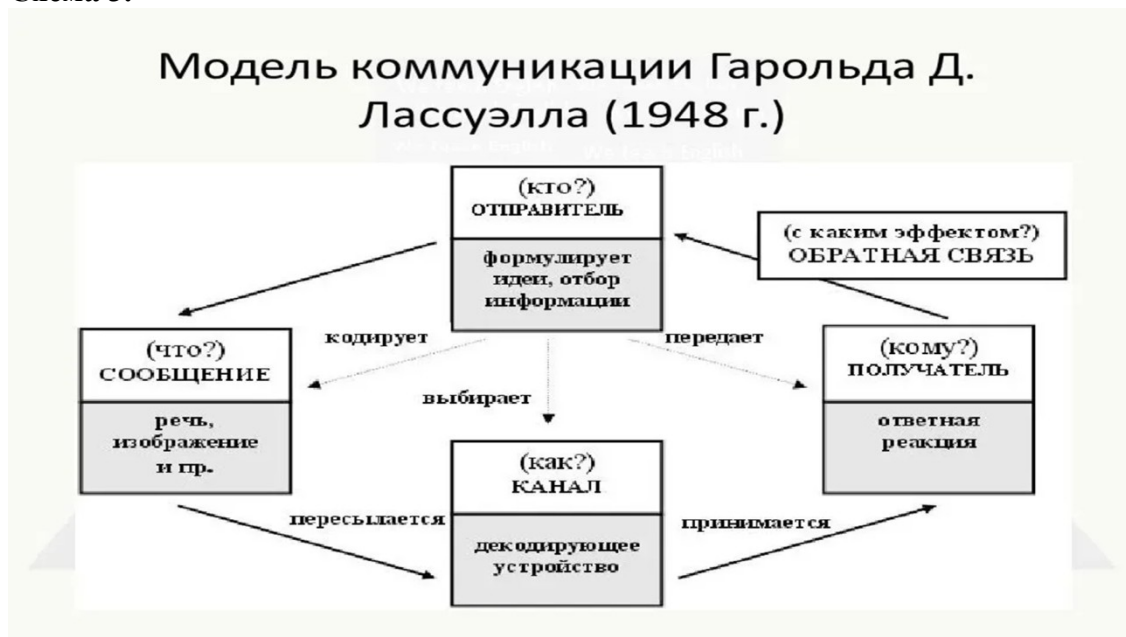 Модель коммуникации Гарольда Д.
Лассуэлла (1948 г.)
(кто?)
ОТПРАВИТЕЛЬ
формулирует
идеи, отбор
информации
(с каким эффектом?)
ОБРАТНАЯ СВЯЗЬ
кодирует
передает
выбирает
(что?)
СООБЩЕНИЕ
речь,
изображение
и пр.
(кому?)
ПОЛУЧАТЕЛЬ
ответная
реакция
(как?)
КАНАЛ
декодирующее
устройство
пересылается
принимается